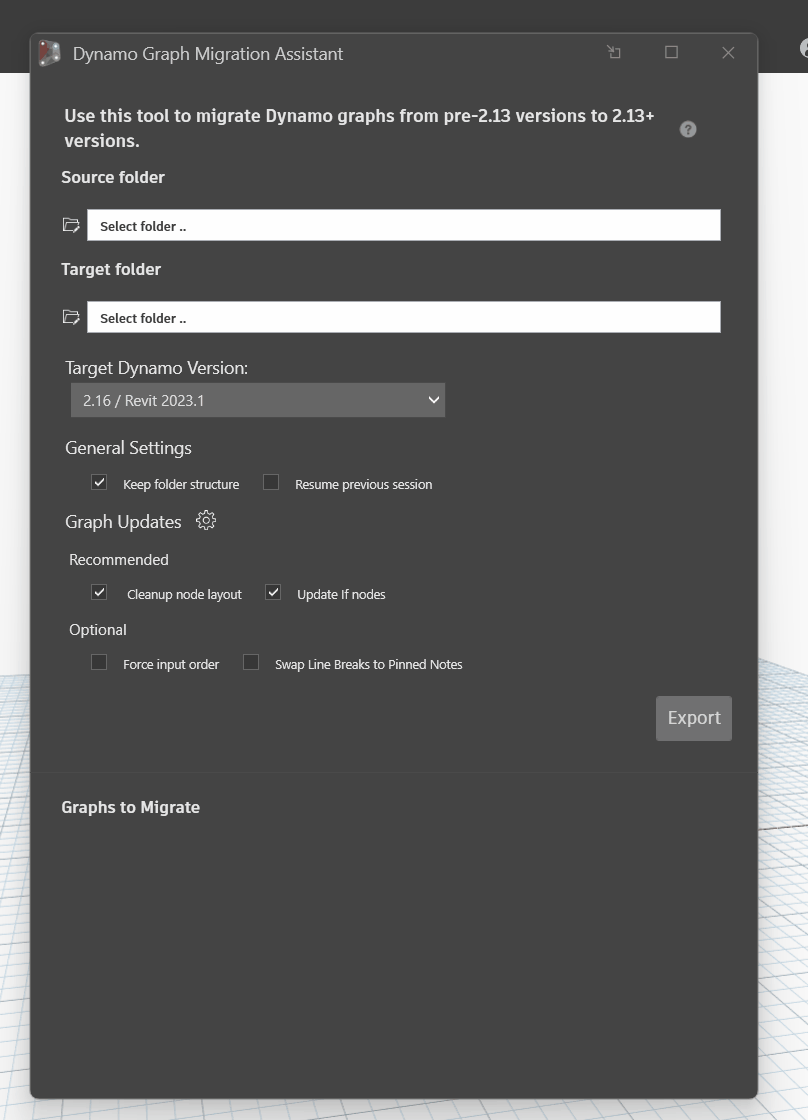 Dynamo Graph Migration Assistant
Use this tool to migrate Dynamo graphs from pre-2.13 versions to 2.13+
versions.
?
Source folder
Select folder ..
Target folder
Select folder ..
Target Dynamo Version:
2.16 / Revit 2023.1
General Settings
Keep folder structure Resume previous session
Graph Updates
Recommended
Cleanup node layout Update If nodes
Optional
Force input order Swap Line Breaks to Pinned Notes
Export
Graphs to Migrate